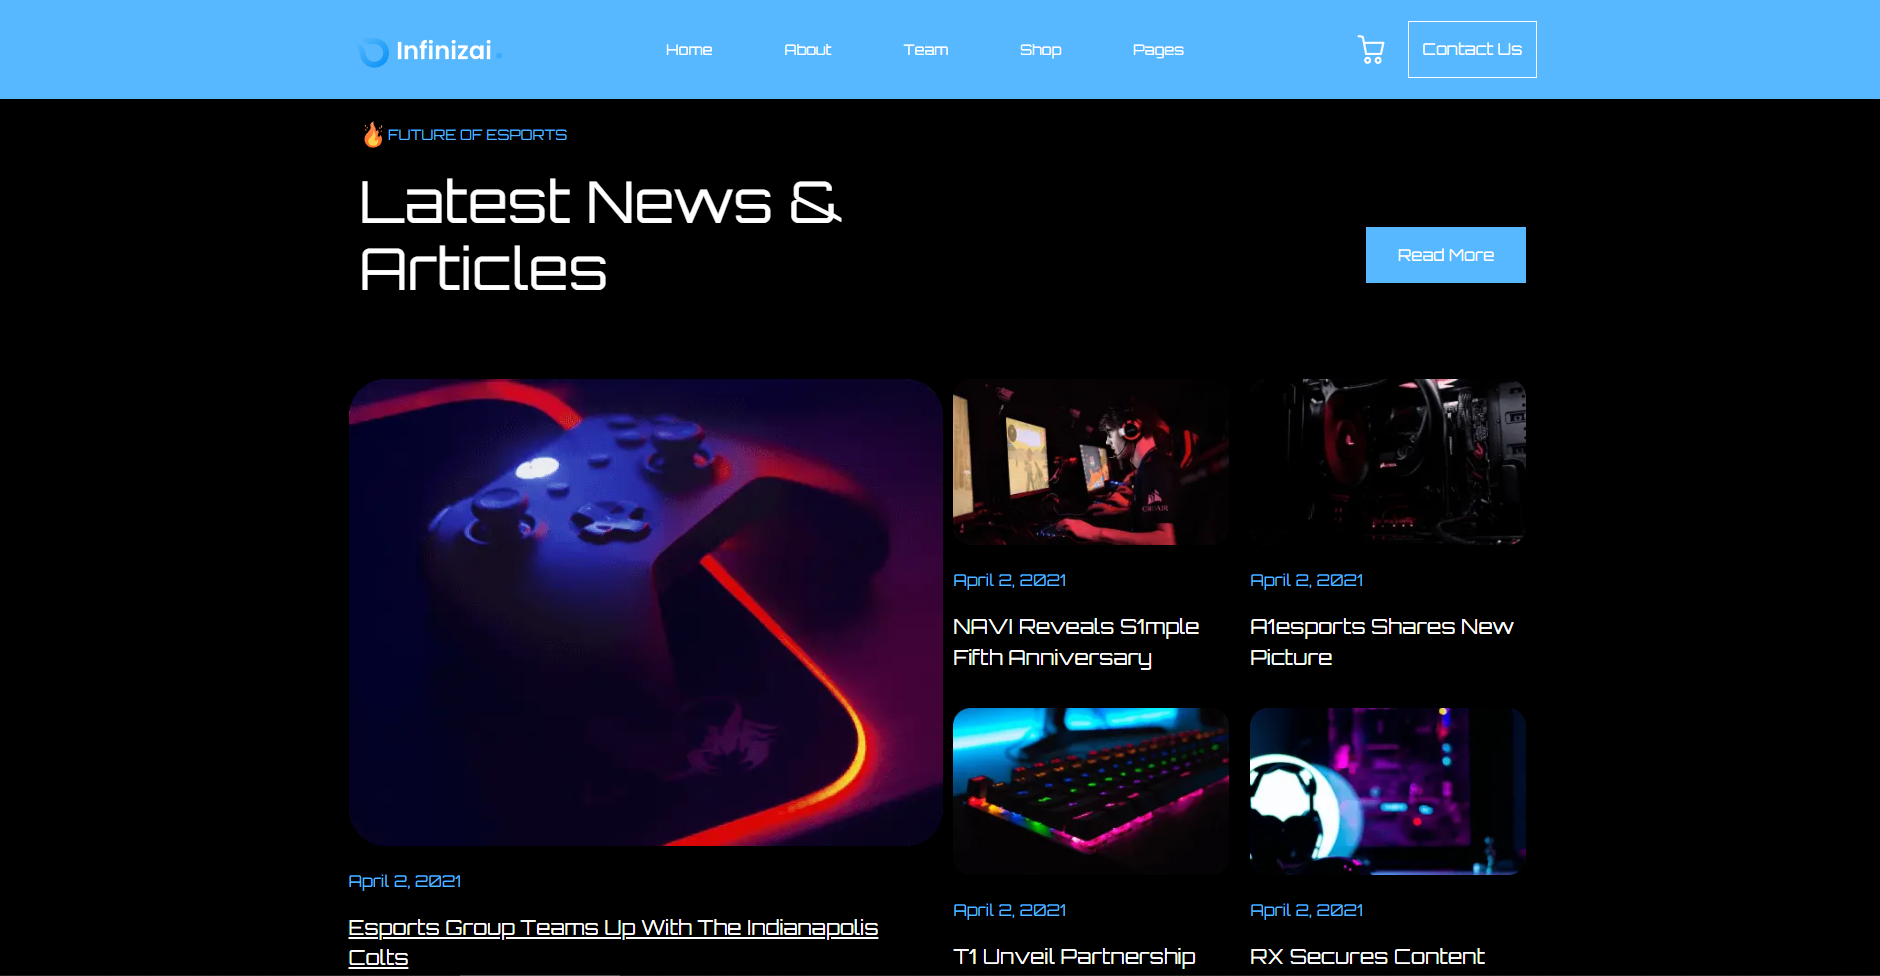 Infinizai
Home
About
Team
Shop
Pages
Contact Us
FUTURE OF ESPORTS
Latest News &
Articles
Read More
April 2, 2021
Esports Group Teams Up With The Indianapolis
Colts
CORSAIR
April 2, 2021
NAVI Reveals S1mple
Fifth Anniversary
April 2, 2021
A1esports Shares New
Picture
April 2, 2021
T1 Unveil Partnership
April 2, 2021
RX Secures Content